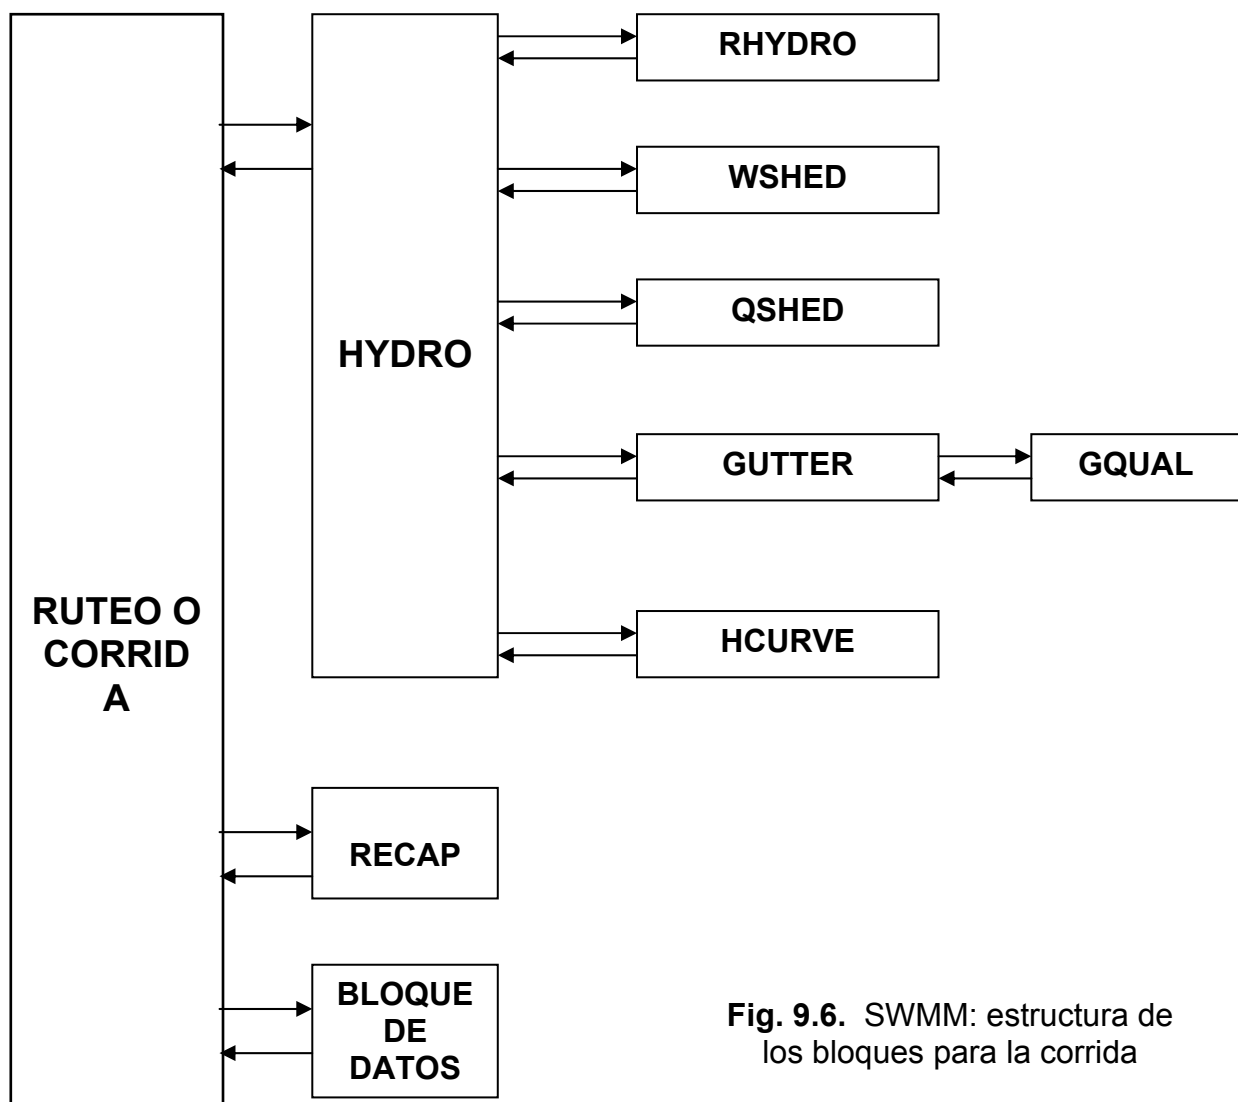 RHYDRO
WSHED
QSHED
HYDRO
GUTTER
GQUAL
RUTEO O
CORRID
A
HCURVE
RECAP
BLOQUE
DE
DATOS
Fig. 9.6. SWMM: estructura de
los bloques para la corrida